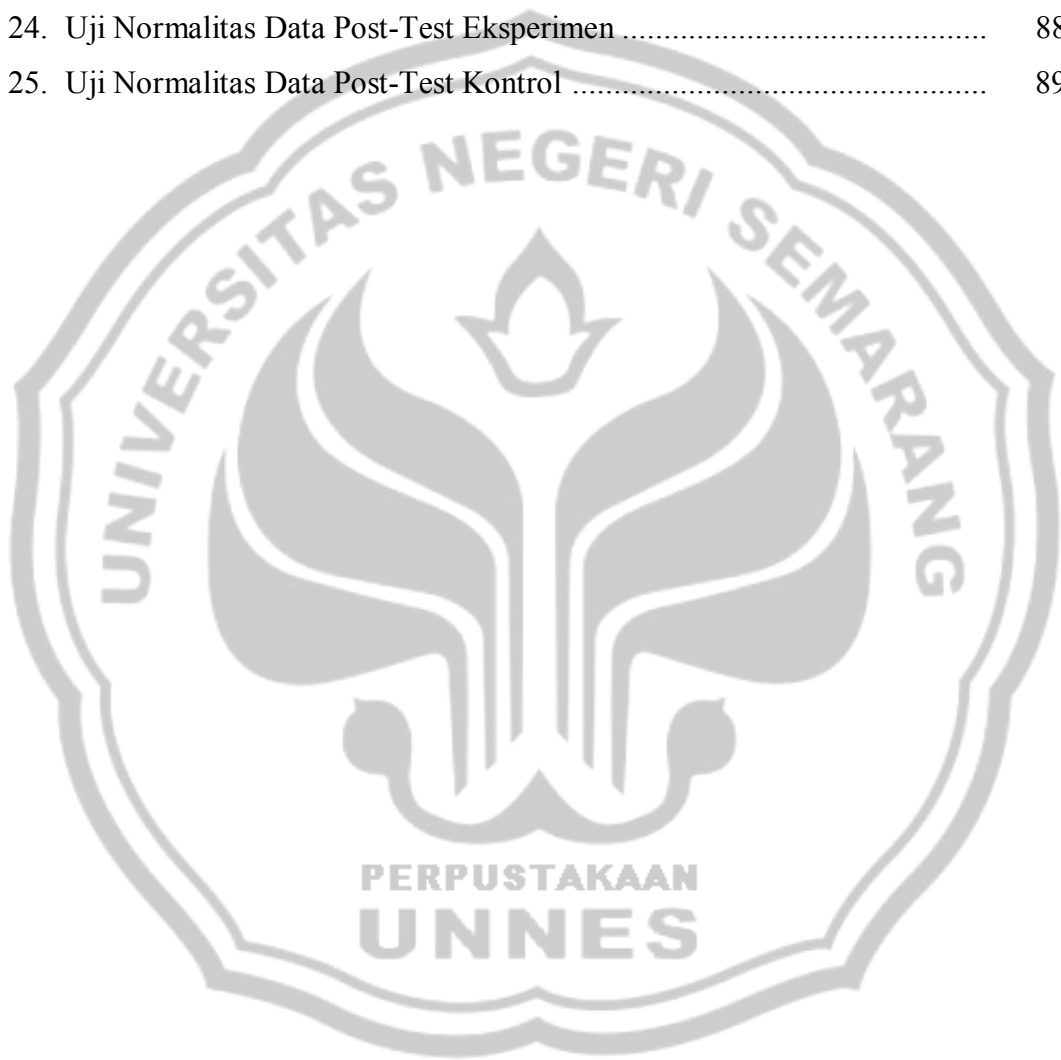 24. Uji Normalitas Data Post-Test Eksperimen ............................................ 88
25. Uji Normalitas Data Post-Test Kontrol .................................................. 89
UNIVERSITAS NEGERI SEMARANG
PERPUSTAKAAN
UNNES